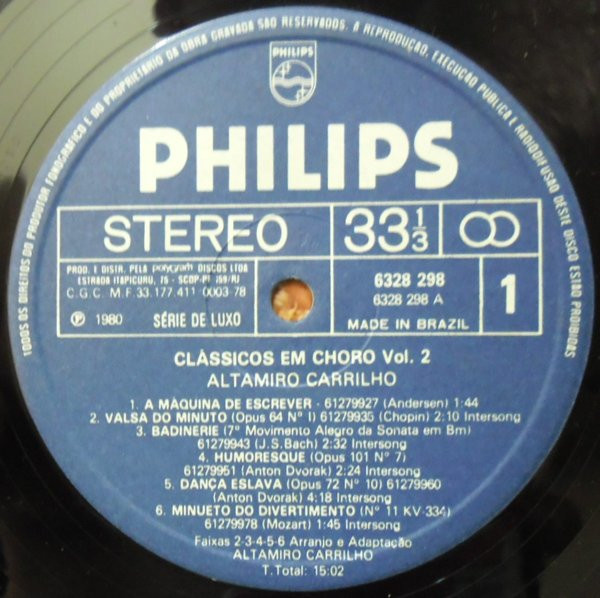 TODOS OS DIREITOS DO PRODUTOR FONOGRÁFICO E DO PROPRIETÁRIO DA OBRA GRAVADA SÃO RESERVADOS. A REPRODUÇÃO, EXECUÇÃO PÚBLICA E RADIODIFUSÃO DESTE DISCO ESTÃO PROIBIDAS
PHILIPS
PHILIPS
STEREO 33 1/3
PROD. E DISTR. PELA polygram DISCOS LTDA
ESTRADA ITAPICURU, 75 - SCDP-PF 159/RJ
C.G.C. M.F. 33.177.411 0003-78
6328 298
6328 298 A
1
℗ 1980 SÉRIE DE LUXO
MADE IN BRAZIL
CLÁSSICOS EM CHORO Vol. 2
ALTAMIRO CARRILHO
1. A MÁQUINA DE ESCREVER - 61279927 (Andersen) 1:44
2. VALSA DO MINUTO (Opus 64 Nº I) 61279935 (Chopin) 2:10 Intersong
3. BADINERIE (7º Movimento Alegro da Sonata em Bm)
61279943 (J.S.Bach) 2:32 Intersong
4. HUMORESQUE (Opus 101 Nº 7)
61279951 (Anton Dvorak) 2:24 Intersong
5. DANÇA ESLAVA (Opus 72 Nº 10) 61279960
(Anton Dvorak) 4:18 Intersong
6. MINUETO DO DIVERTIMENTO (Nº 11 KV-334)
61279978 (Mozart) 1:45 Intersong
Faixas 2-3-4-5-6 Arranjo e Adaptação
ALTAMIRO CARRILHO
T.Total: 15:02